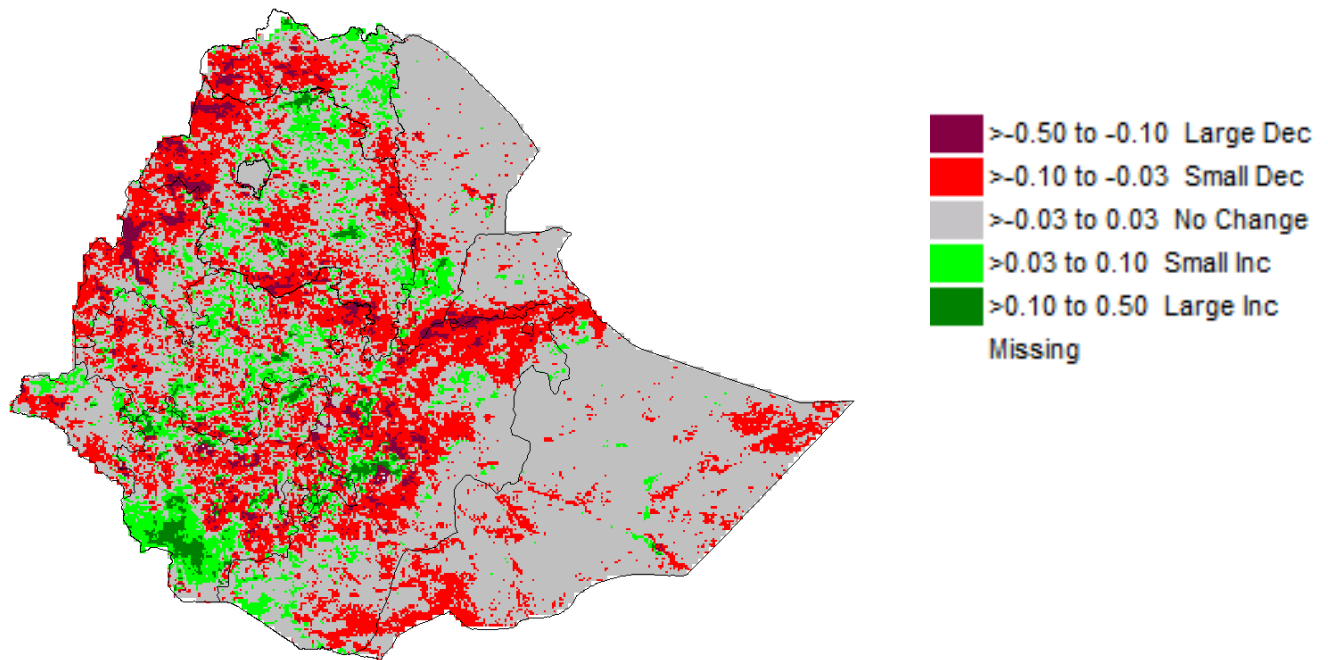 >-0.50 to -0.10 Large Dec
>-0.10 to -0.03 Small Dec
>-0.03 to 0.03 No Change
>0.03 to 0.10 Small Inc
>0.10 to 0.50 Large Inc
Missing